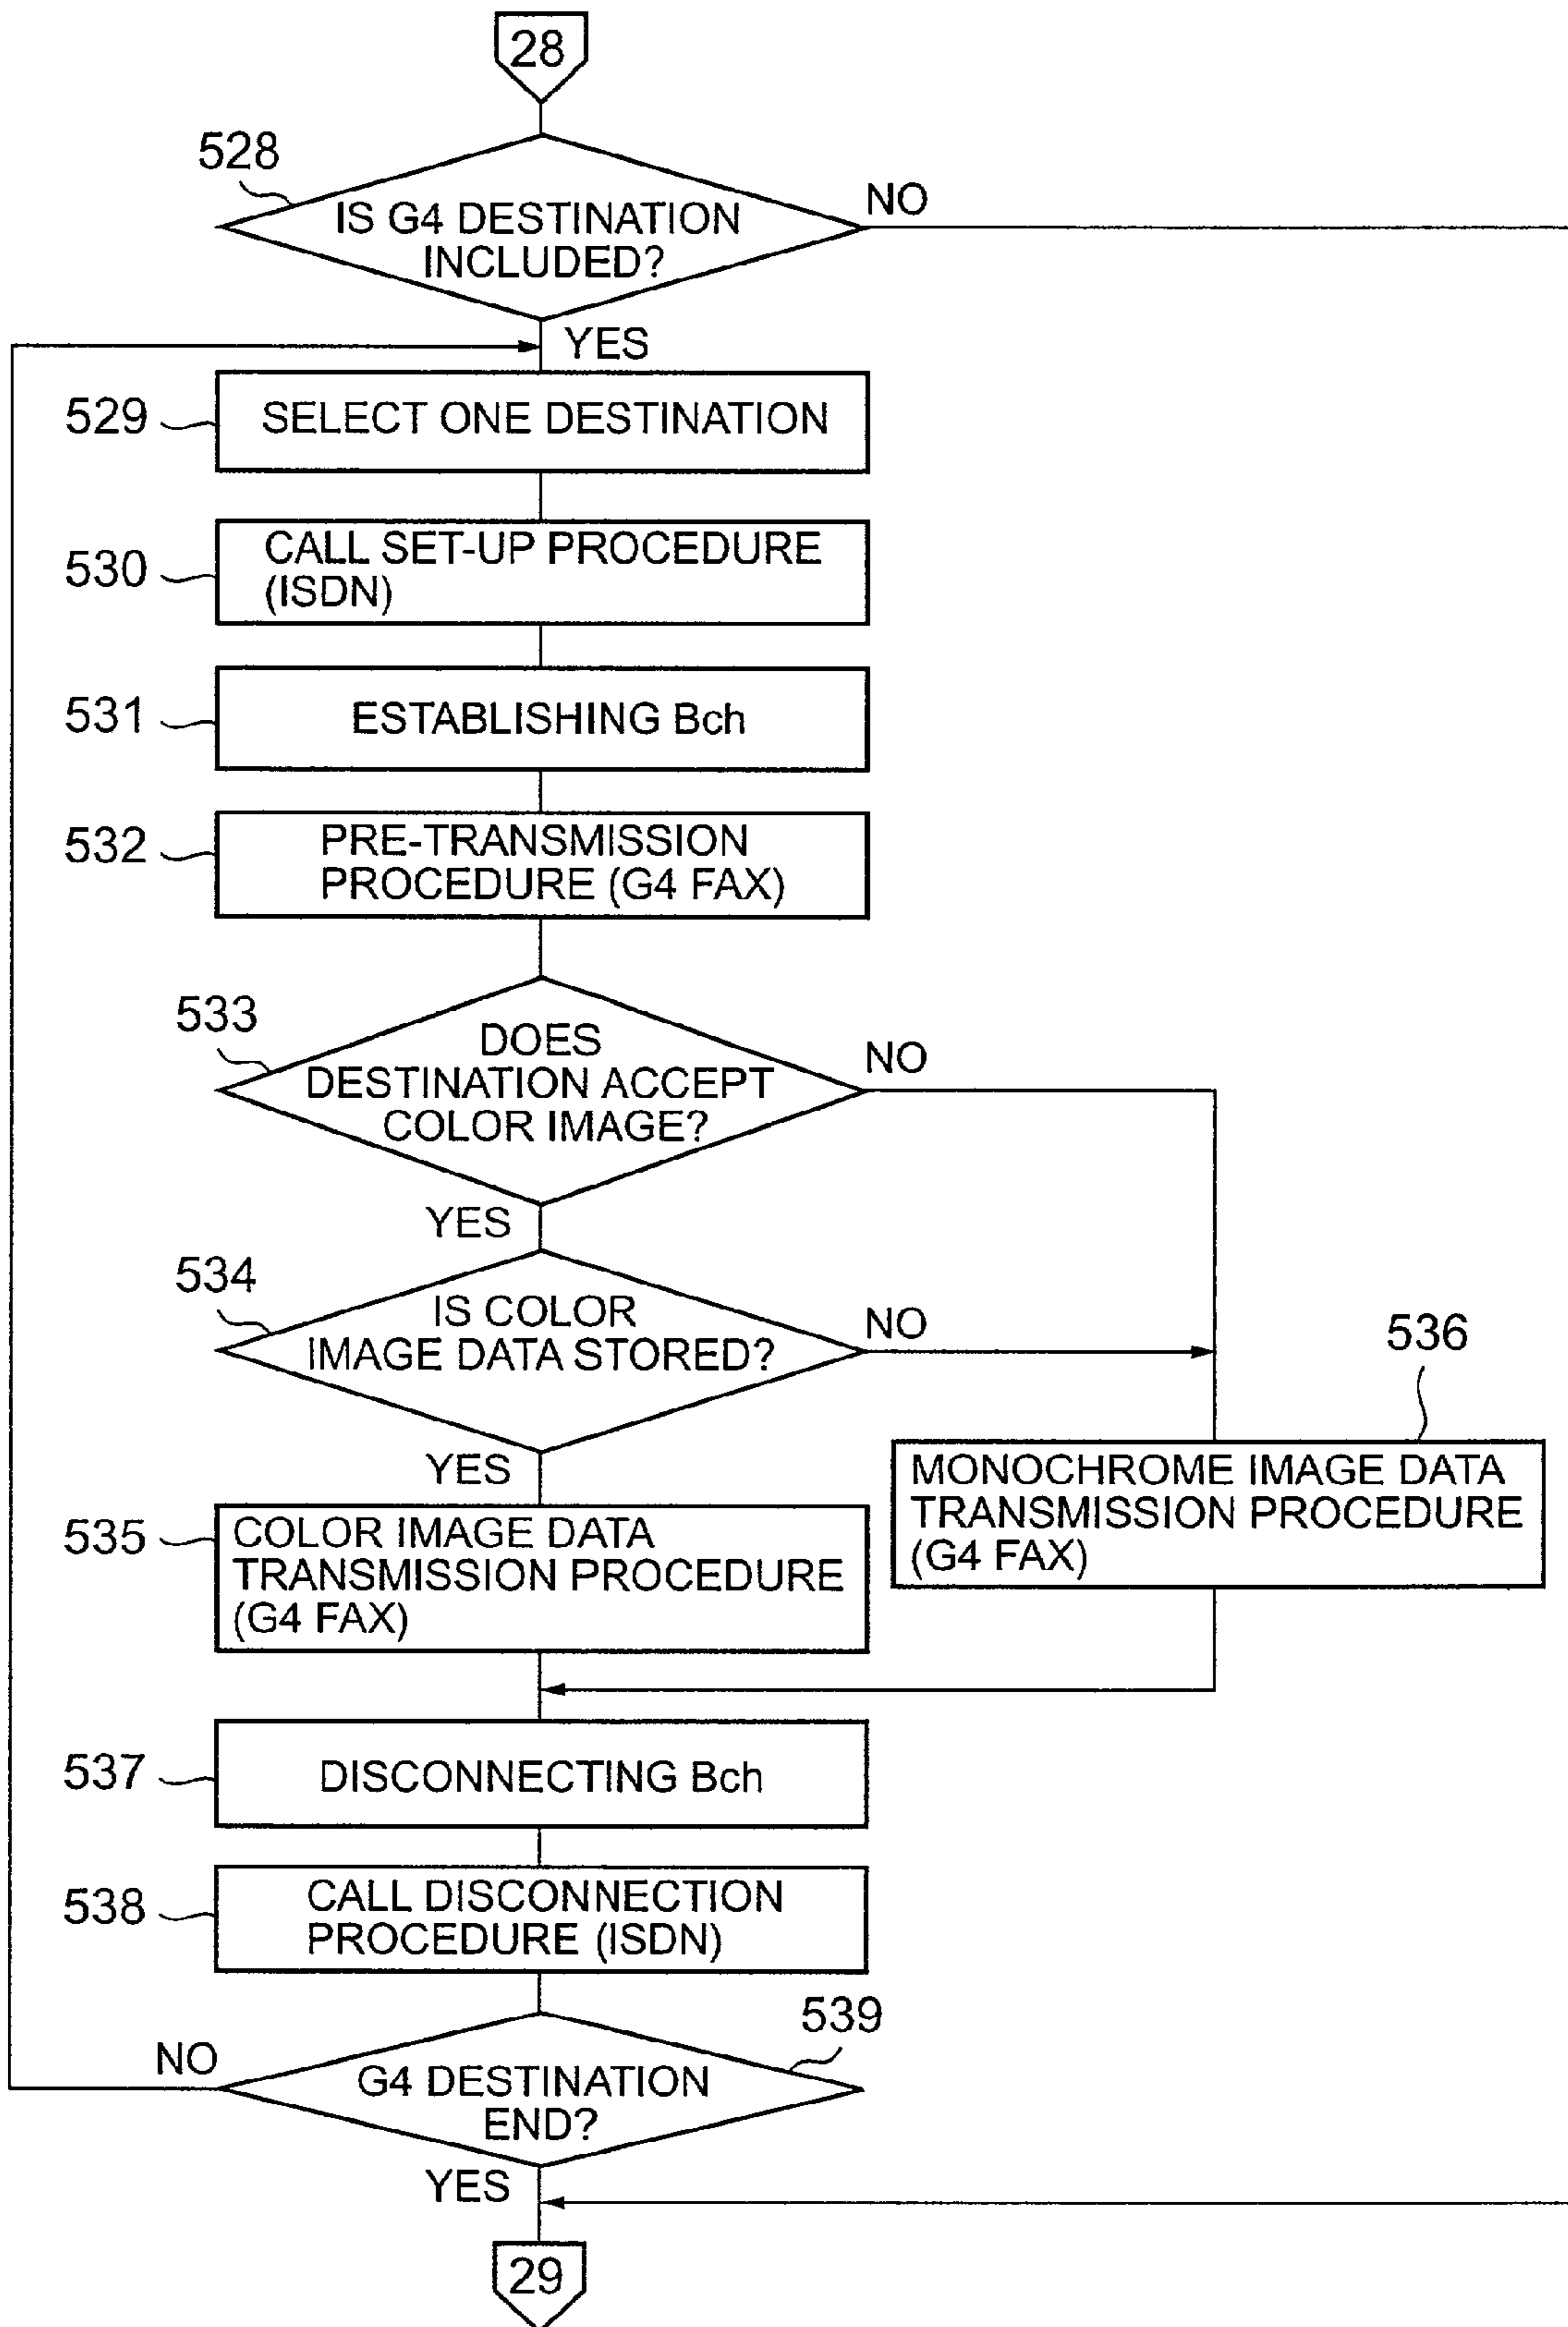 28
528
IS G4 DESTINATION
INCLUDED?
NO
YES
529
SELECT ONE DESTINATION
530
CALL SET-UP PROCEDURE
(ISDN)
531
ESTABLISHING Bch
532
PRE-TRANSMISSION
PROCEDURE (G4 FAX)
533
DOES
DESTINATION ACCEPT
COLOR IMAGE?
NO
YES
534
IS COLOR
IMAGE DATA STORED?
NO
YES
536
MONOCHROME IMAGE DATA
TRANSMISSION PROCEDURE
(G4 FAX)
535
COLOR IMAGE DATA
TRANSMISSION PROCEDURE
(G4 FAX)
537
DISCONNECTING Bch
538
CALL DISCONNECTION
PROCEDURE (ISDN)
539
G4 DESTINATION
END?
NO
YES
29